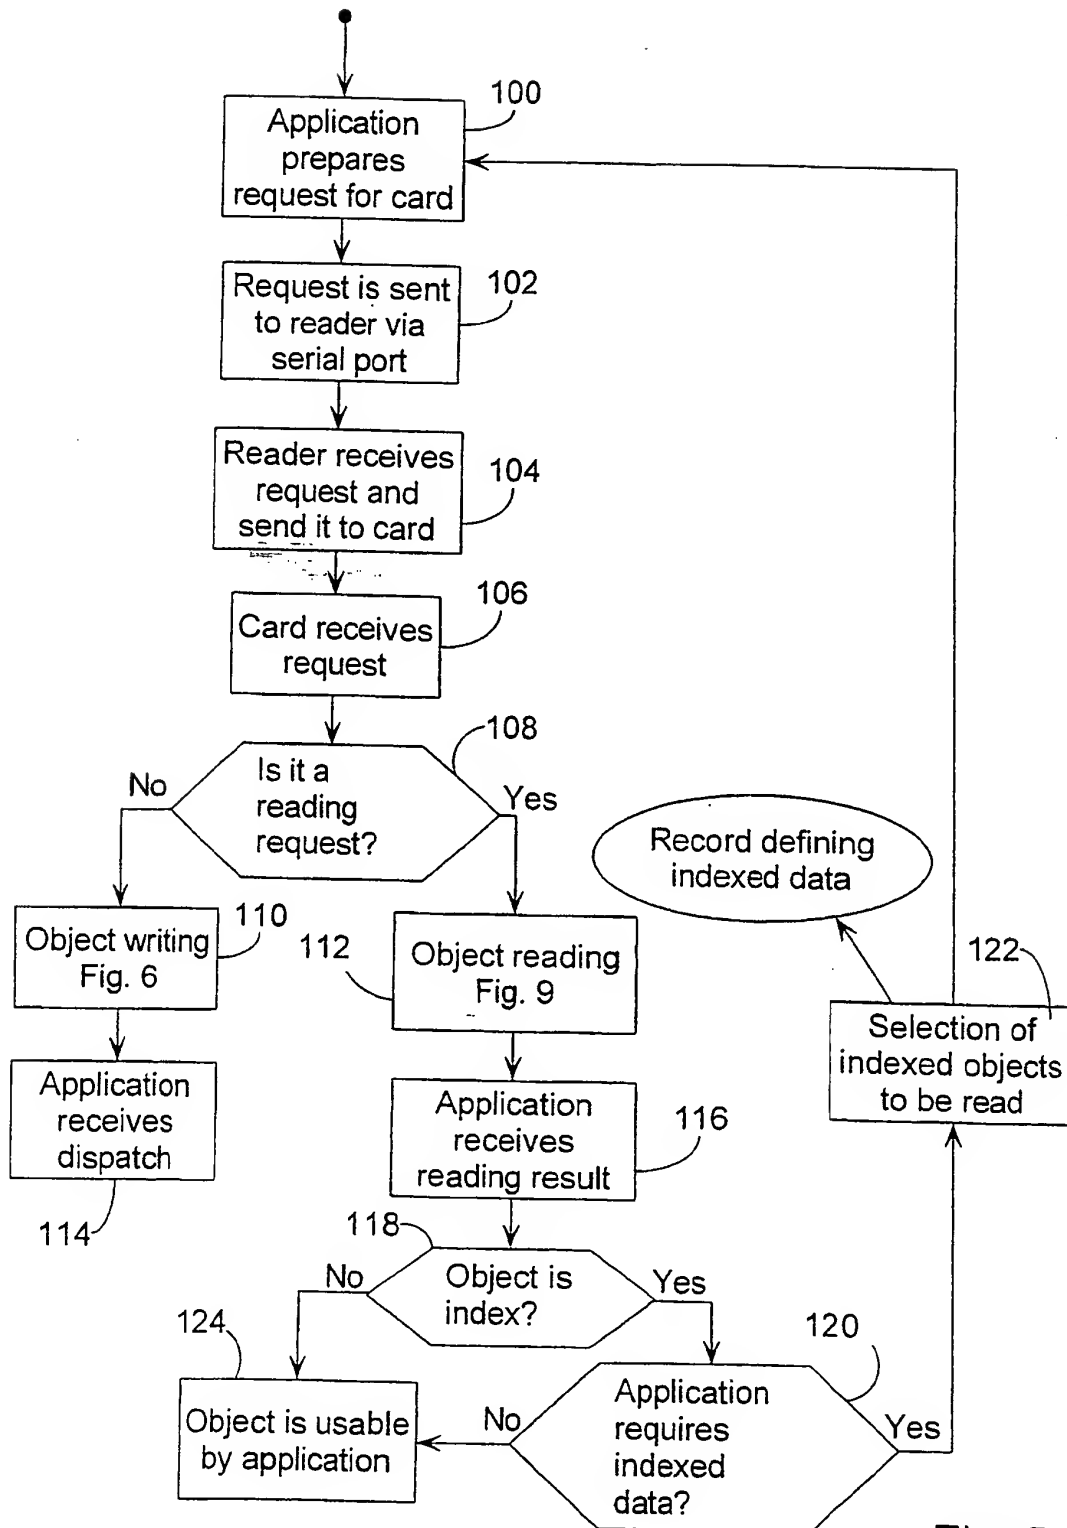 100
Application
prepares
request for card
102
Request is sent
to reader via
serial port
Reader receives
request and
send it to card
104
106
Card receives
request
108
No
Is it a
reading
request?
Yes
Record defining
indexed data
110
Object writing
Fig. 6
112
Object reading
Fig. 9
122
Selection of
indexed objects
to be read
Application
receives
dispatch
114
Application
receives
reading result
116
118
No
Object is
index?
Yes
124
Object is usable
by application
120
No
Application
requires
indexed
data?
Yes